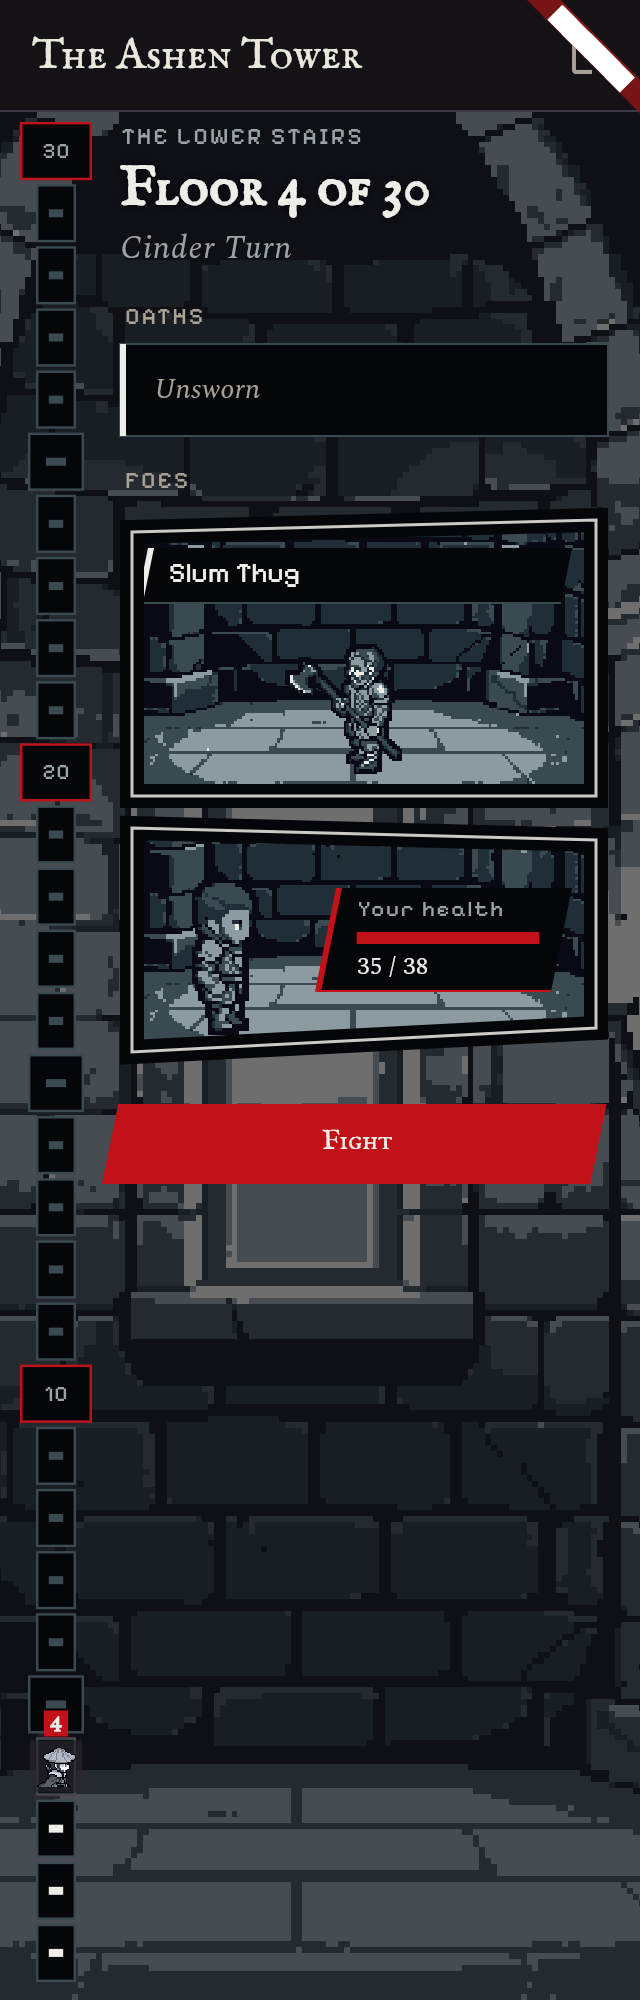 The Ashen Tower
30
THE LOWER STAIRS
Floor 4 of 30
Cinder Turn
OATHS
Unsworn
FOES
Slum Thug
20
Your health
35 / 38
Fight
10
4